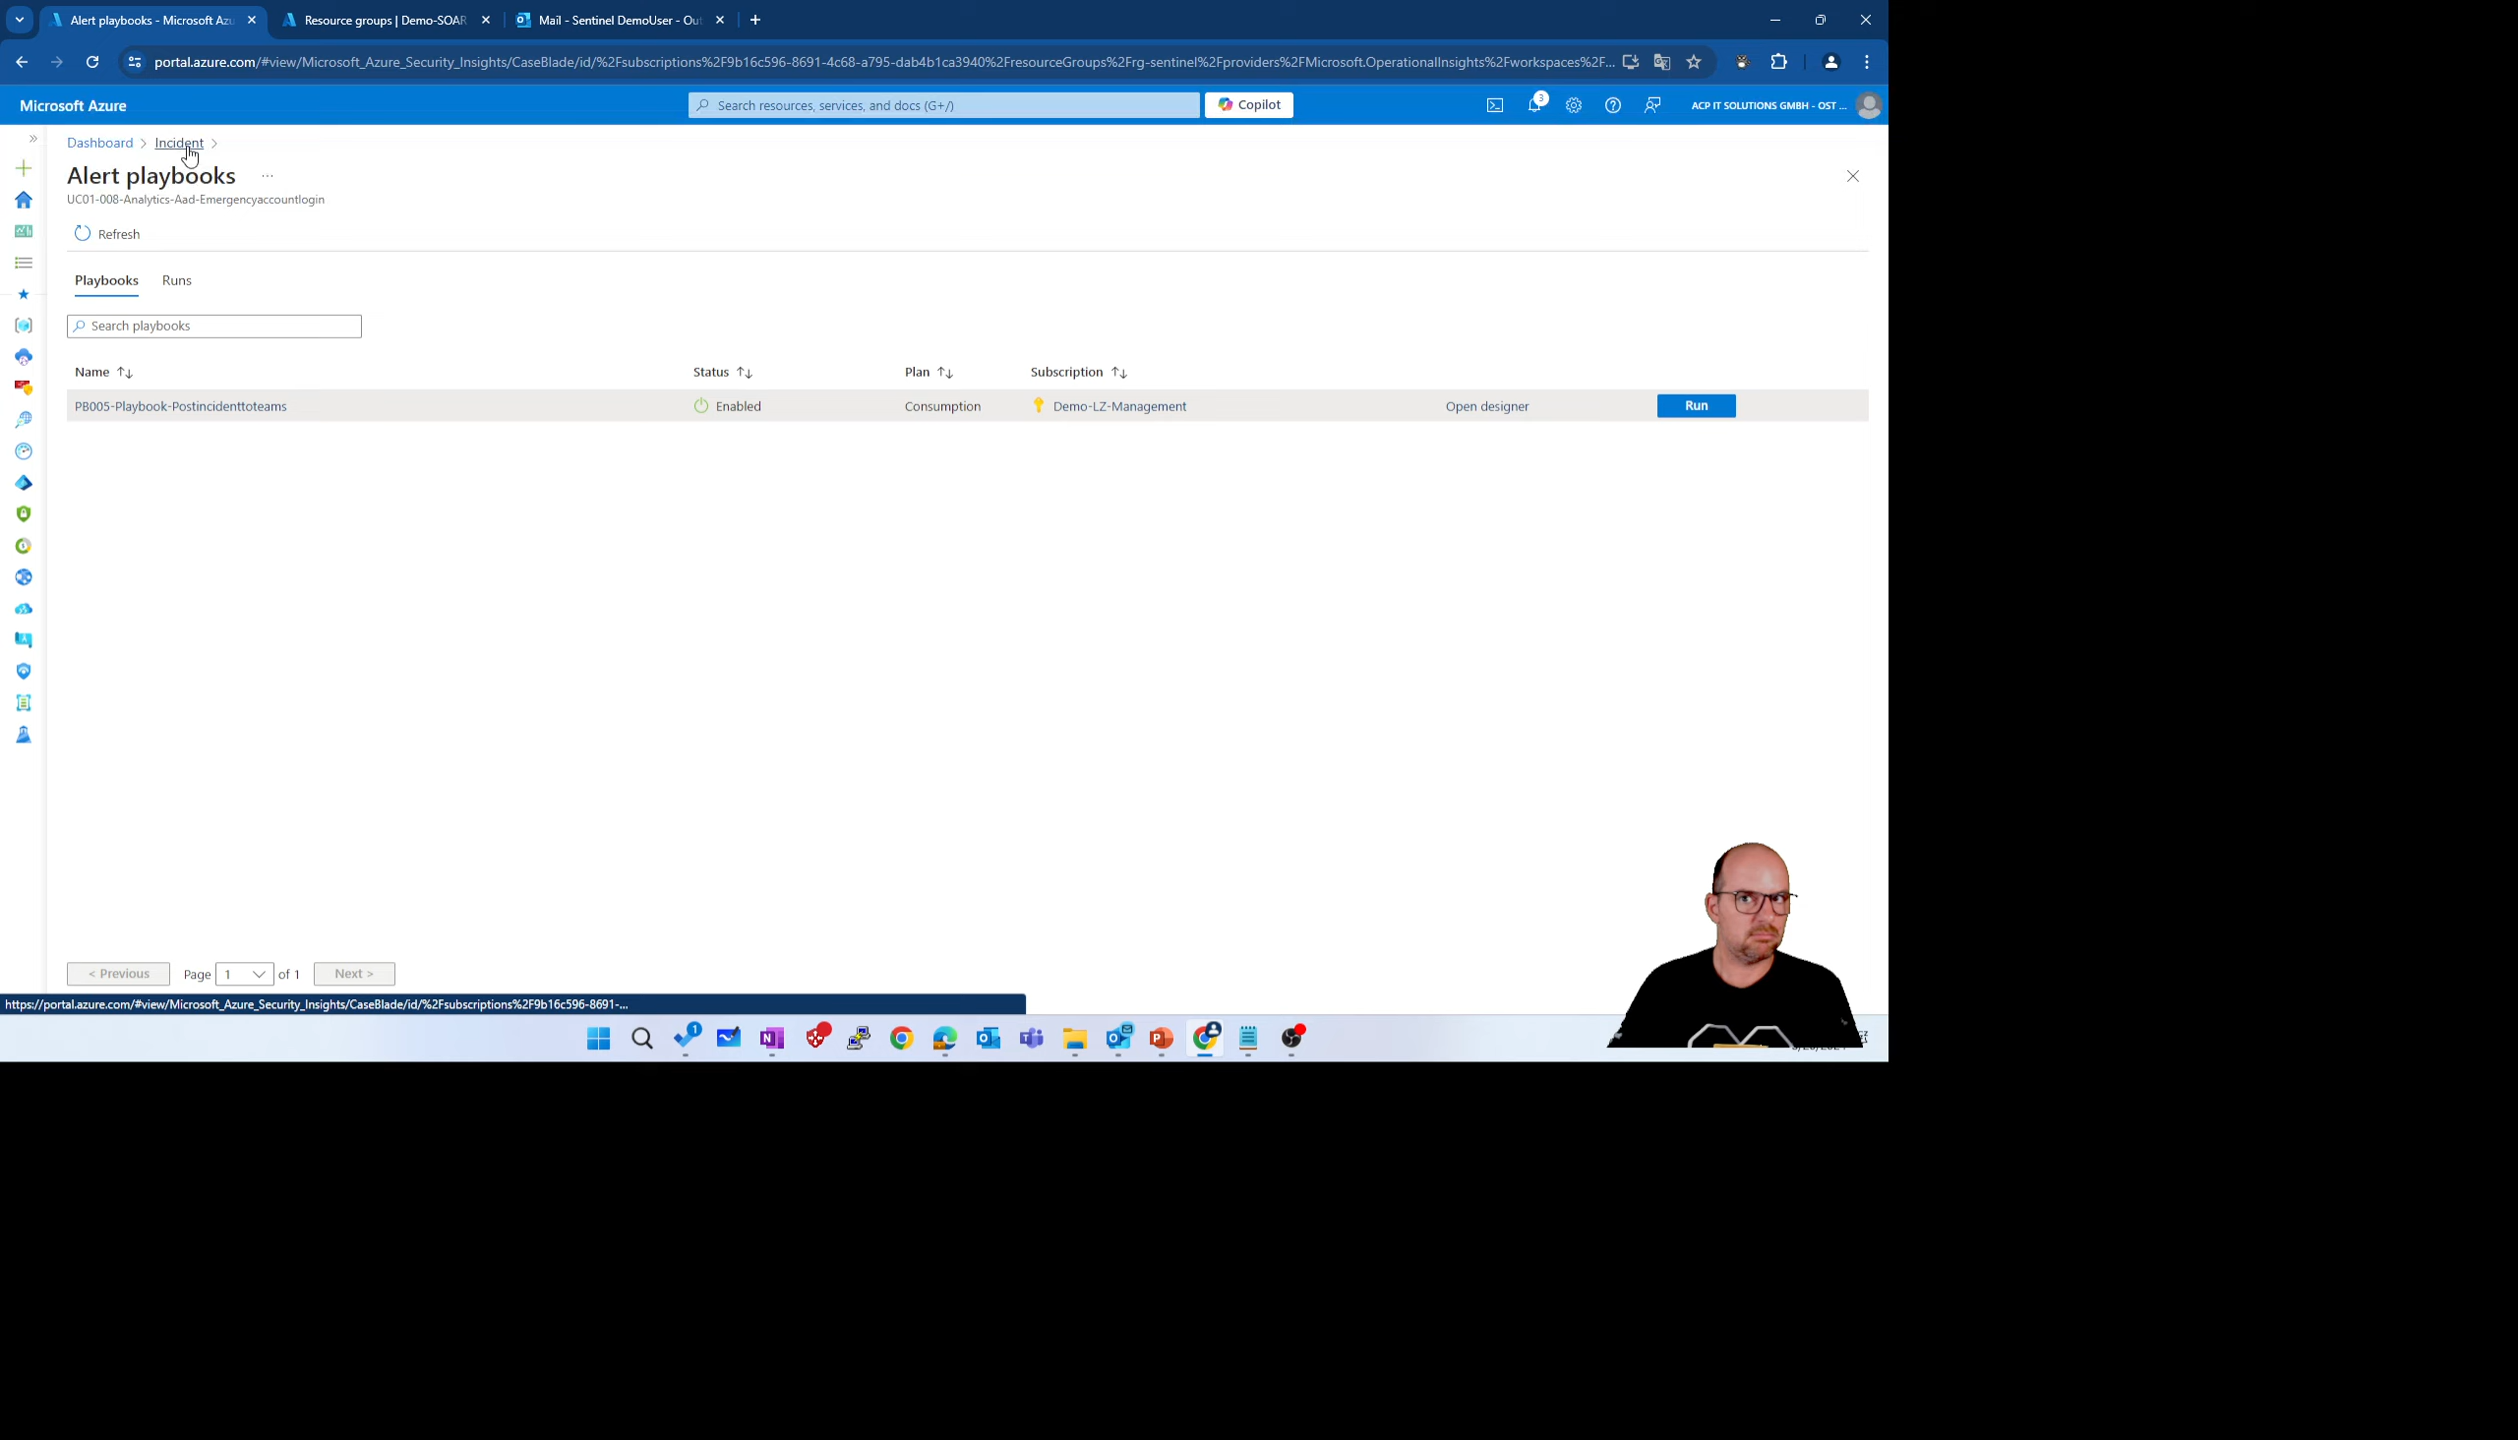 Alert playbooks - Microsoft Azu
Resource groups | Demo-SOAR
Mail - Sentinel DemoUser - Out
portal.azure.com/#view/Microsoft_Azure_Security_Insights/CaseBlade/id/%2Fsubscriptions%2F9b16c596-8691-4c68-a795-dab4b1ca3940%2FresourceGroups%2Frg-sentinel%2Fproviders%2FMicrosoft.OperationalInsights%2Fworkspaces%2F...
Microsoft Azure
Search resources, services, and docs (G+/)
Copilot
3
ACP IT SOLUTIONS GMBH - OST ...
Dashboard > Incident >
Alert playbooks ...
UC01-008-Analytics-Aad-Emergencyaccountlogin
Refresh
Playbooks Runs
Search playbooks
Name Status Plan Subscription
PB005-Playbook-Postincidenttoteams Enabled Consumption Demo-LZ-Management Open designer Run
< Previous Page 1 of 1 Next >
https://portal.azure.com/#view/Microsoft_Azure_Security_Insights/CaseBlade/id/%2Fsubscriptions%2F9b16c596-8691-...
1